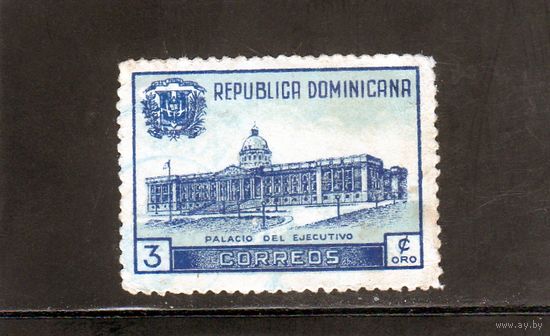 REPUBLICA DOMINICANA
PALACIO DEL EJECUTIVO
3 CORREOS ¢ ORO
www.ay.by